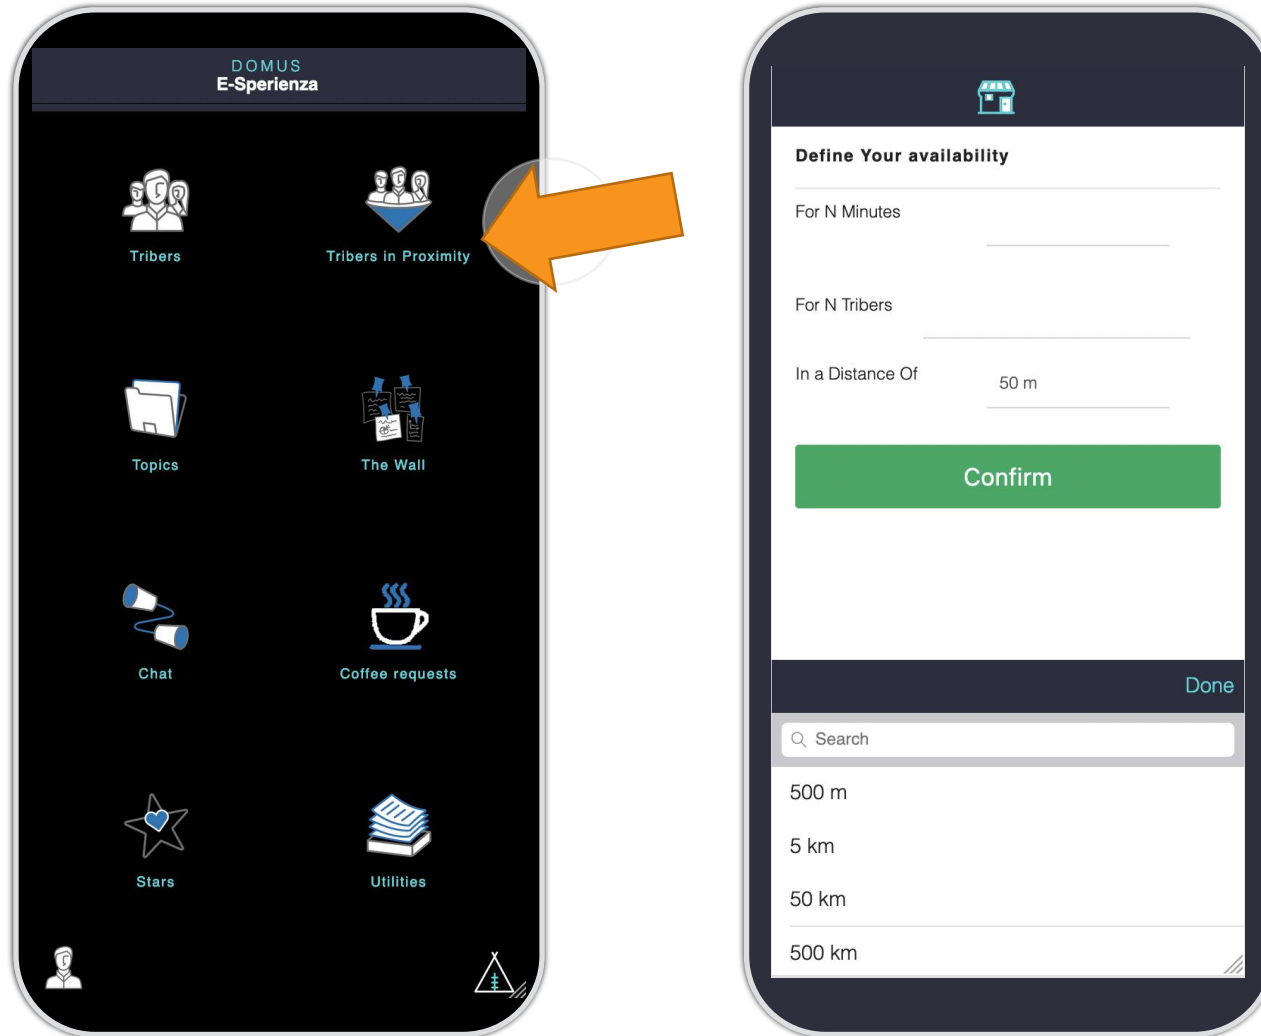 DOMUS
E-Sperienza
Tribers
Tribers in Proximity
Topics
The Wall
Chat
Coffee requests
Stars
Utilities
Define Your availability
For N Minutes
For N Tribers
In a Distance Of
50 m
Confirm
Done
Search
500 m
5 km
50 km
500 km